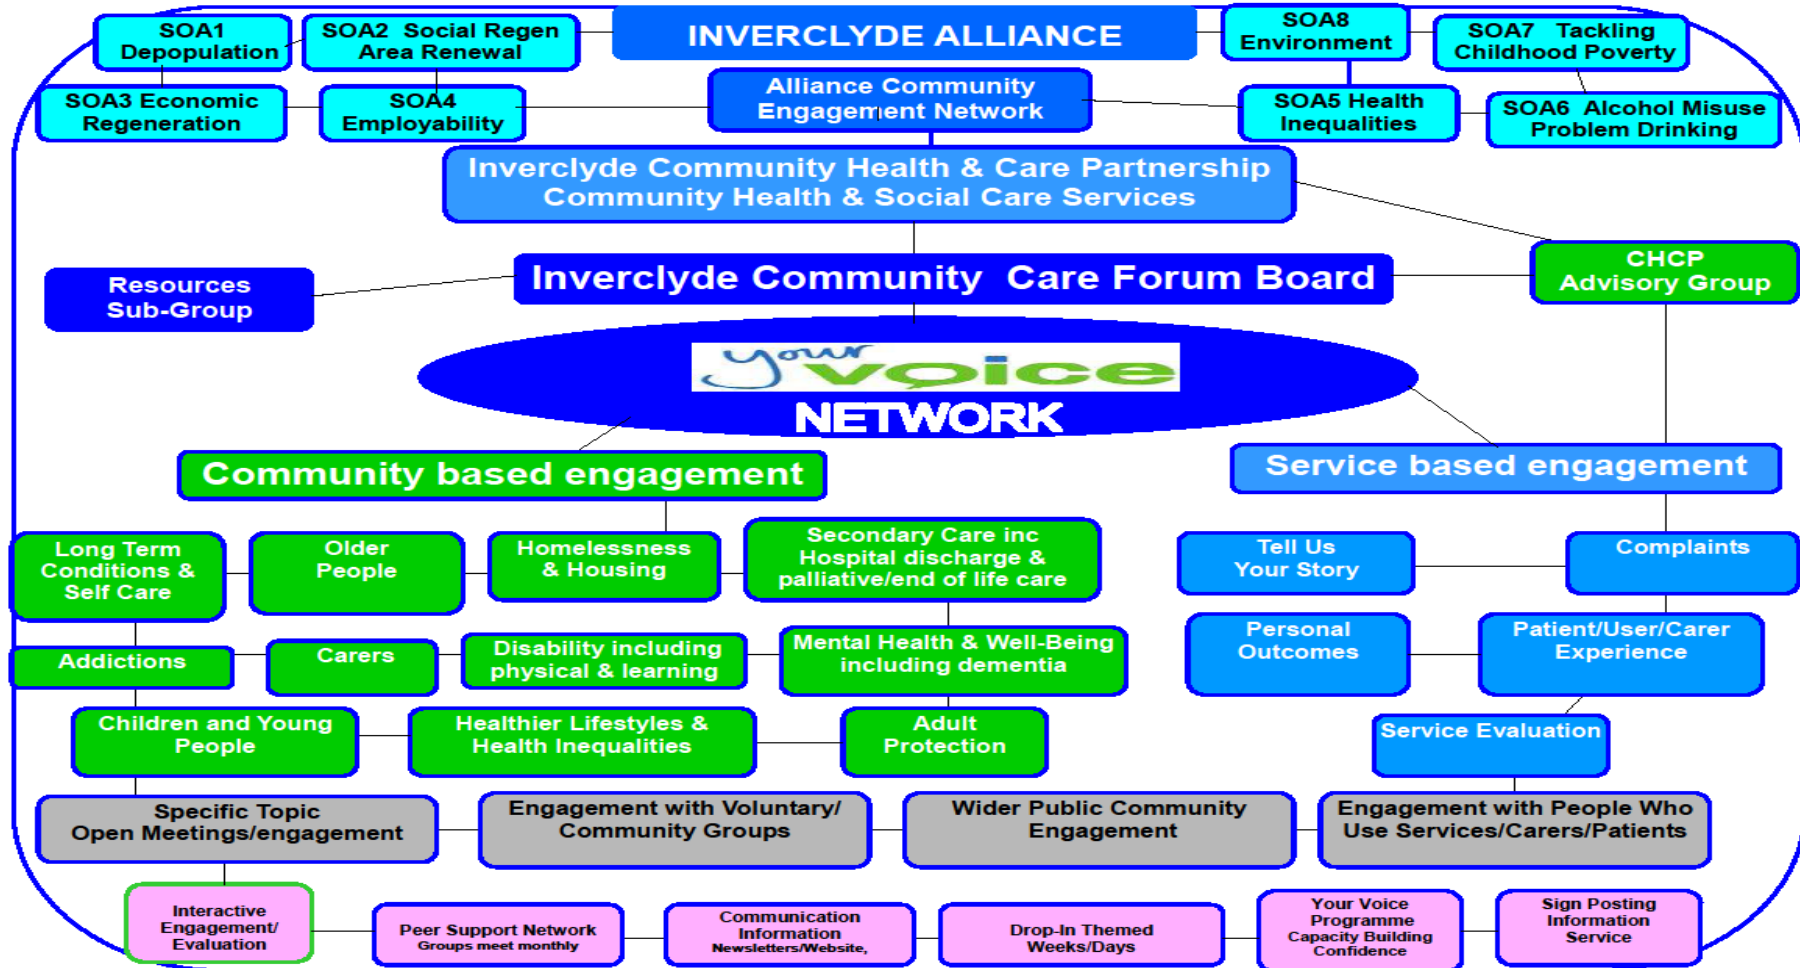 SOA1
Depopulation
SOA2  Social Regen
Area Renewal
INVERCLYDE ALLIANCE
SOA8
Environment
SOA7  Tackling
Childhood Poverty
SOA3 Economic
Regeneration
SOA4
Employability
Alliance Community
Engagement Network
SOA5 Health
Inequalities
SOA6  Alcohol Misuse
Problem Drinking
Inverclyde Community Health & Care Partnership
Community Health & Social Care Services
Resources
Sub-Group
Inverclyde Community  Care Forum Board
CHCP
Advisory Group
your
voice
NETWORK
Community based engagement
Service based engagement
Long Term
Conditions &
Self Care
Older
People
Homelessness
& Housing
Secondary Care inc
Hospital discharge &
palliative/end of life care
Tell Us
Your Story
Complaints
Addictions
Carers
Disability including
physical & learning
Mental Health & Well-Being
including dementia
Personal
Outcomes
Patient/User/Carer
Experience
Children and Young
People
Healthier Lifestyles &
Health Inequalities
Adult
Protection
Service Evaluation
Specific Topic
Open Meetings/engagement
Engagement with Voluntary/
Community Groups
Wider Public Community
Engagement
Engagement with People Who
Use Services/Carers/Patients
Interactive
Engagement/
Evaluation
Peer Support Network
Groups meet monthly
Communication
Information
Newsletters/Website,
Drop-In Themed
Weeks/Days
Your Voice
Programme
Capacity Building
Confidence
Sign Posting
Information
Service